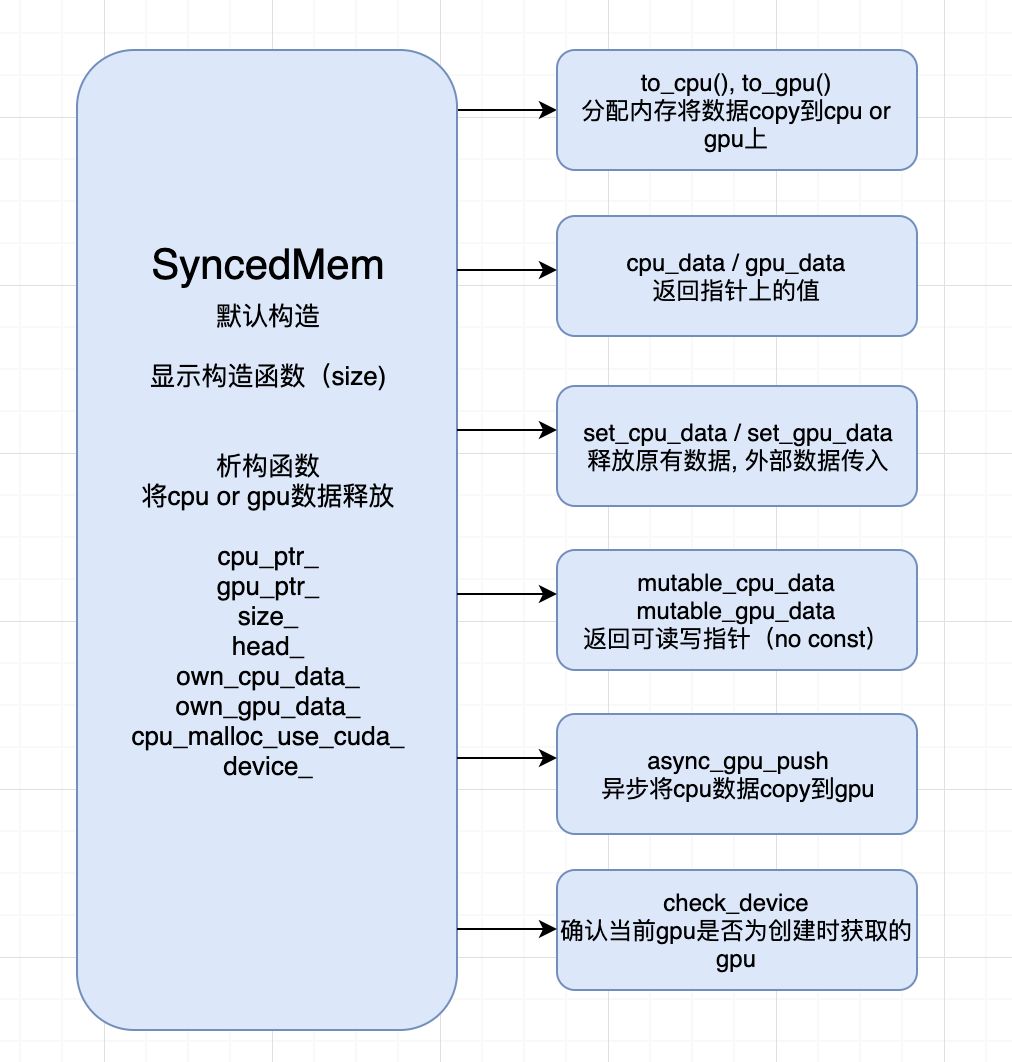 SyncedMem
默认构造
显示构造函数（size)
析构函数
将cpu or gpu数据释放
cpu_ptr_
gpu_ptr_
size_
head_
own_cpu_data_
own_gpu_data_
cpu_malloc_use_cuda_
device_
to_cpu(), to_gpu()
分配内存将数据copy到cpu or
gpu上
cpu_data / gpu_data
返回指针上的值
set_cpu_data / set_gpu_data
释放原有数据, 外部数据传入
mutable_cpu_data
mutable_gpu_data
返回可读写指针（no const）
async_gpu_push
异步将cpu数据copy到gpu
check_device
确认当前gpu是否为创建时获取的
gpu